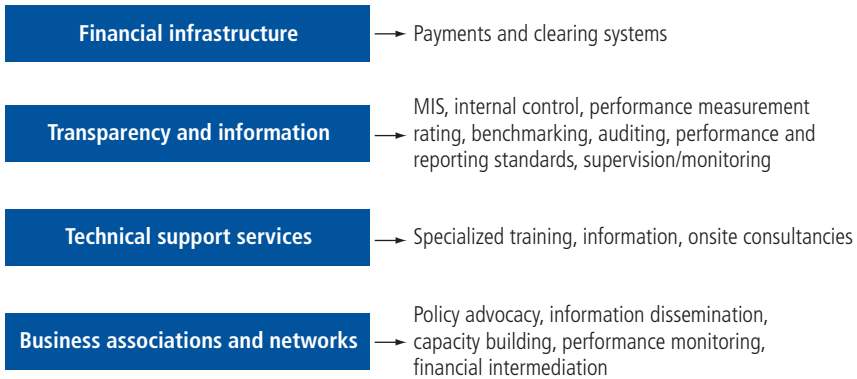 Financial infrastructure
Payments and clearing systems
Transparency and information
MIS, internal control, performance measurement
rating, benchmarking, auditing, performance and
reporting standards, supervision/monitoring
Technical support services
Specialized training, information, onsite consultancies
Business associations and networks
Policy advocacy, information dissemination,
capacity building, performance monitoring,
financial intermediation